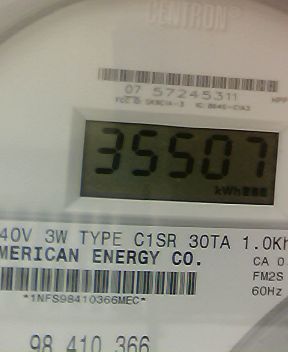 CENTRON®
07 57245311
35507
kWh
40V 3W TYPE C1SR 30TA 1.0Kh
MERICAN ENERGY CO.
CA 0
FM2S
60Hz
*1NFS98410366MEC*
98 410 366